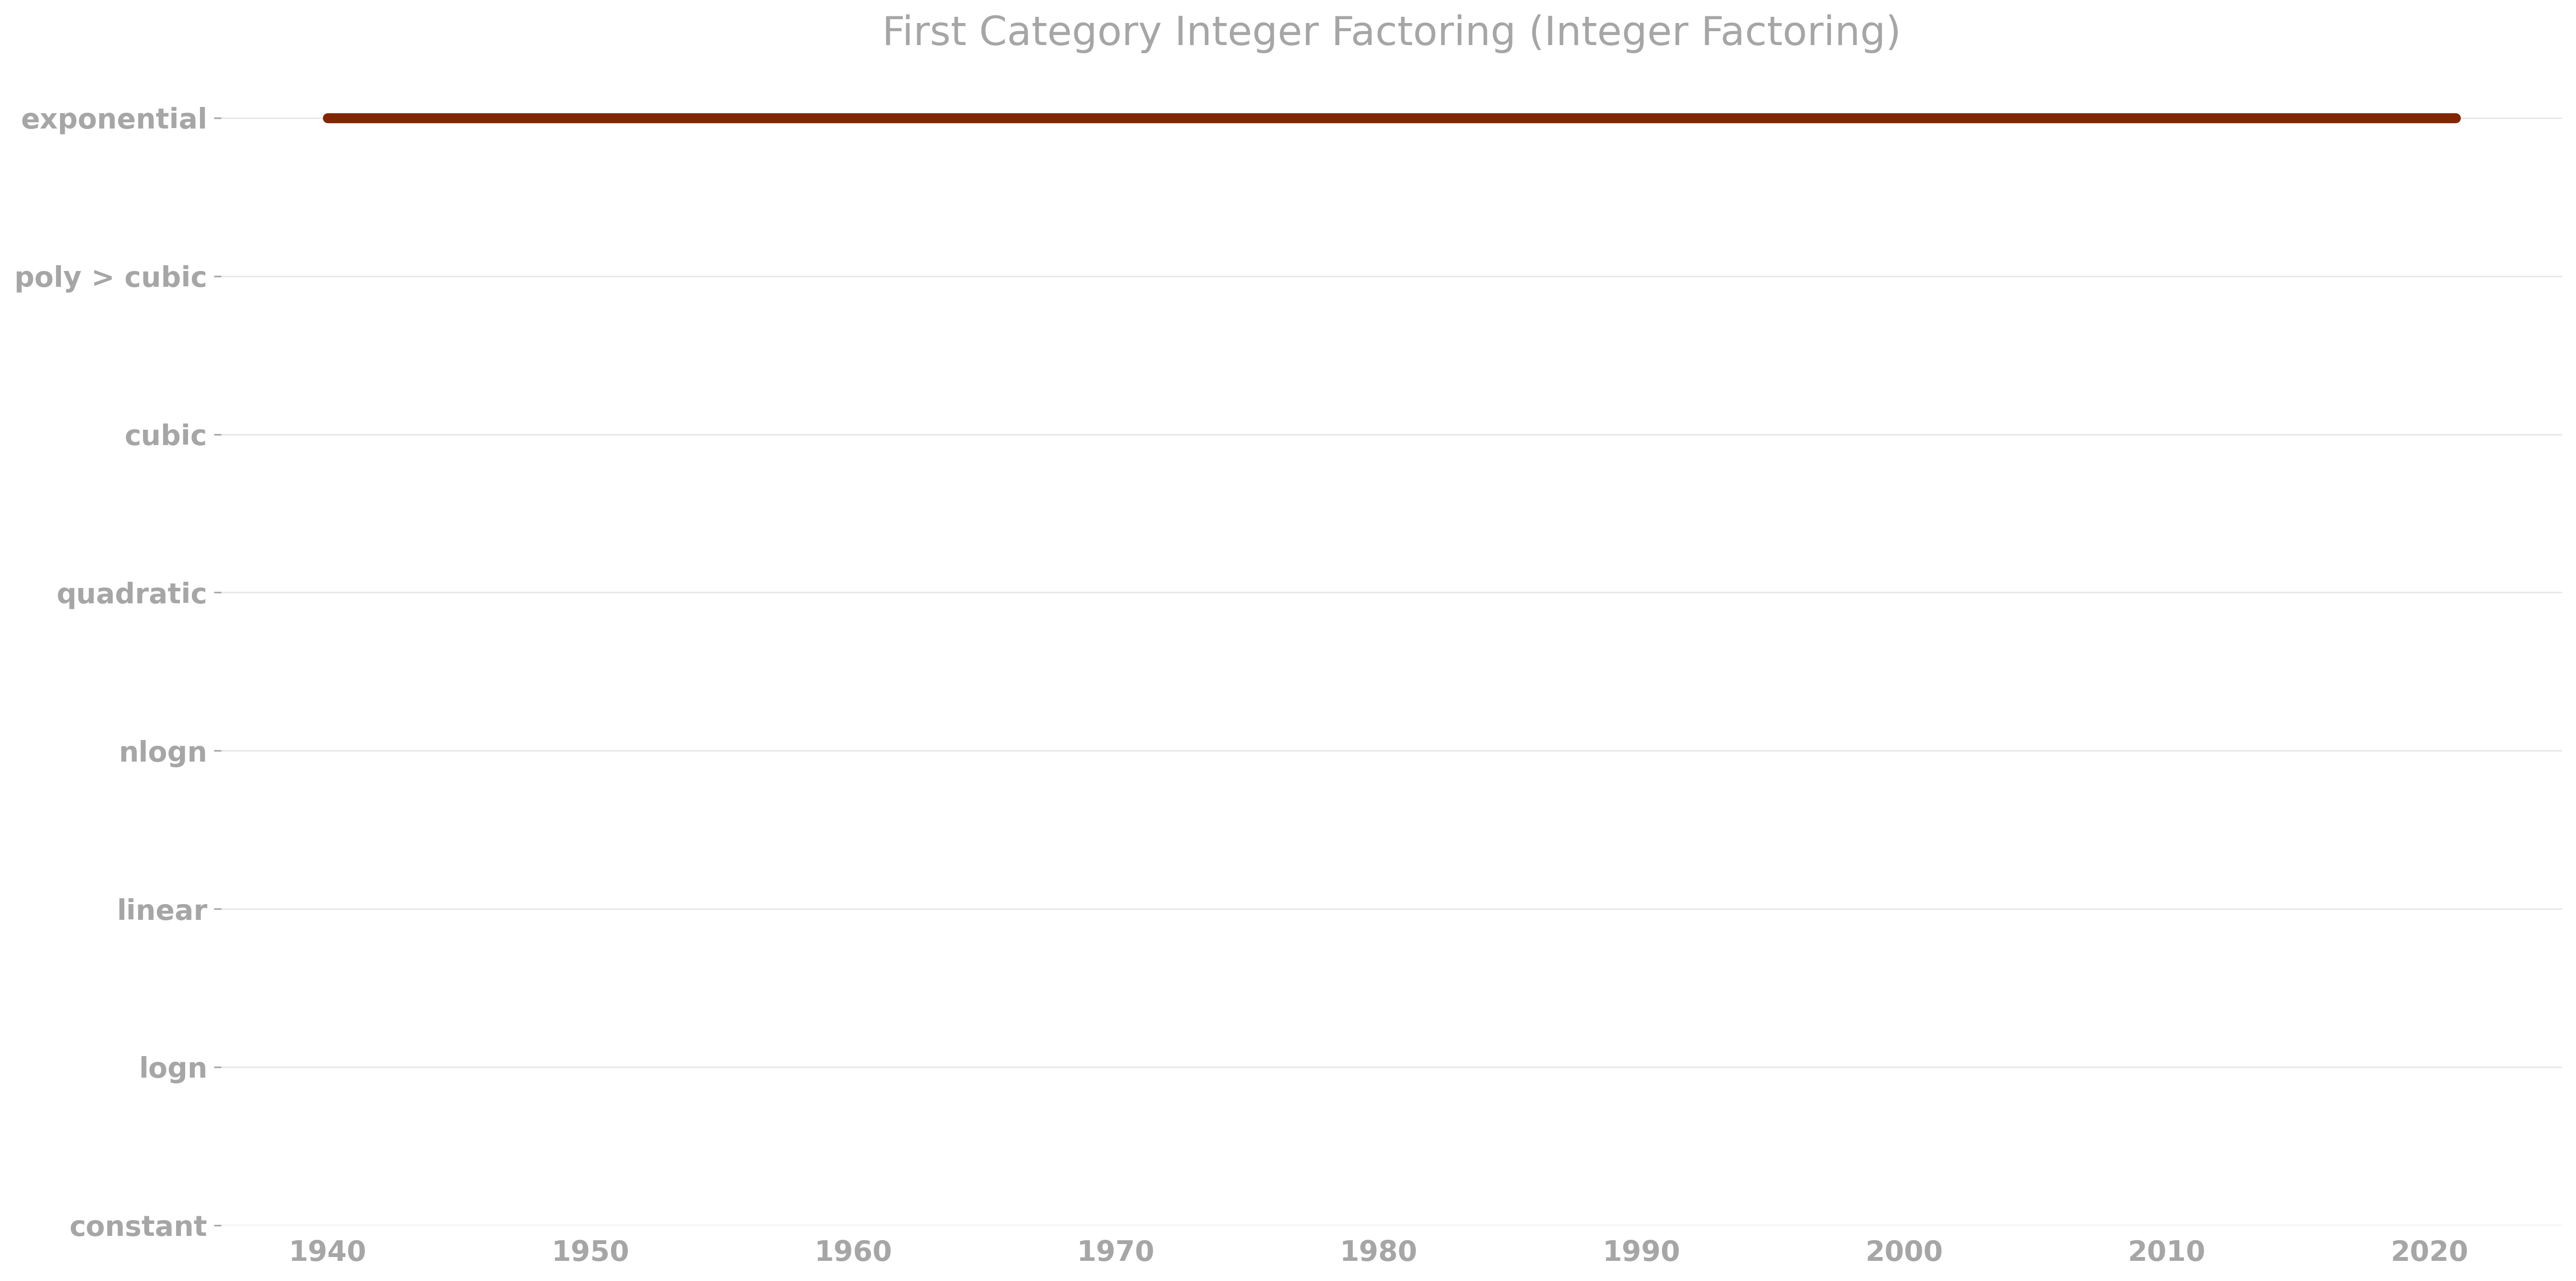 First Category Integer Factoring (Integer Factoring)
exponential
poly > cubic
cubic
quadratic
nlogn
linear
logn
constant
1940 1950 1960 1970 1980 1990 2000 2010 2020